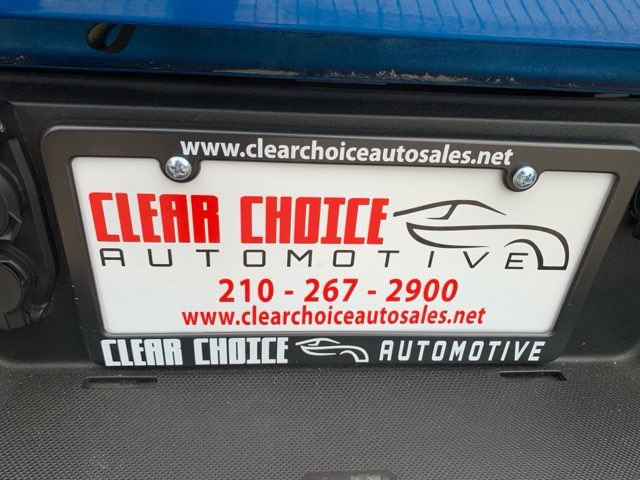 www.clearchoiceautosales.net
CLEAR CHOICE
AUTOMOTIVE
210 - 267 - 2900
www.clearchoiceautosales.net
CLEAR CHOICE AUTOMOTIVE